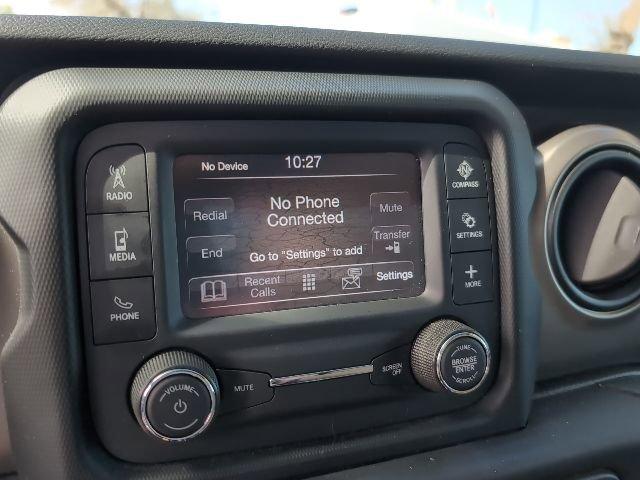 No Device 10:27
RADIO
MEDIA
PHONE
Redial
End
No Phone
Connected
Go to "Settings" to add
Mute
Transfer
Recent
Calls
Settings
N
COMPASS
SETTINGS
+
MORE
VOLUME
MUTE
SCREEN
OFF
TUNE
BROWSE
ENTER
SCROLL